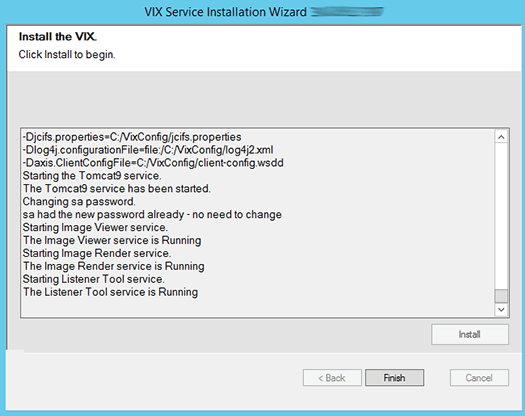 VIX Service Installation Wizard
Install the VIX.
Click Install to begin.
-Djcifs.properties=C:/VixConfig/jcifs.properties
-Dlog4j.configurationFile=file:/C:/VixConfig/log4j2.xml
-Daxis.ClientConfigFile=C:/VixConfig/client-config.wsdd
Starting the Tomcat9 service.
The Tomcat9 service has been started.
Changing sa password.
sa had the new password already - no need to change
Starting Image Viewer service.
The Image Viewer service is Running
Starting Image Render service.
The Image Render service is Running
Starting Listener Tool service.
The Listener Tool service is Running
Install
< Back
Finish
Cancel